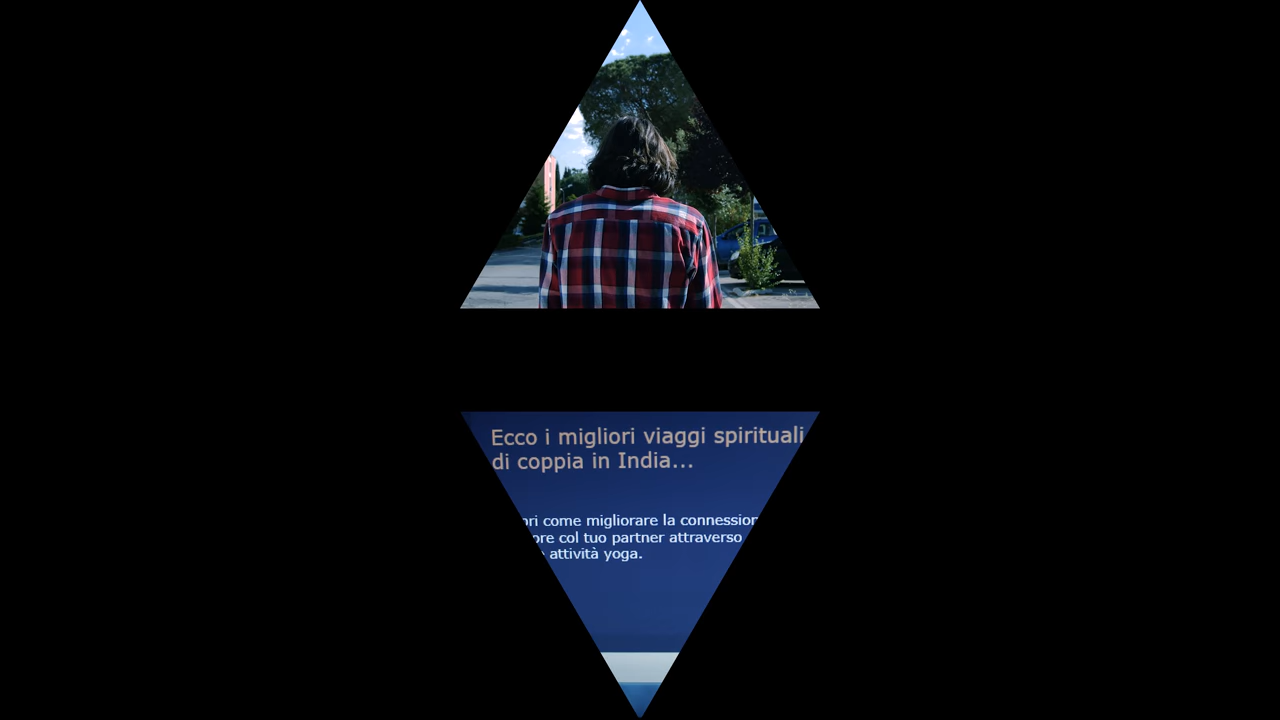 Ecco i migliori viaggi spirituali
di coppia in India...
come migliorare la
col tuo partner attraverso
attività yoga.